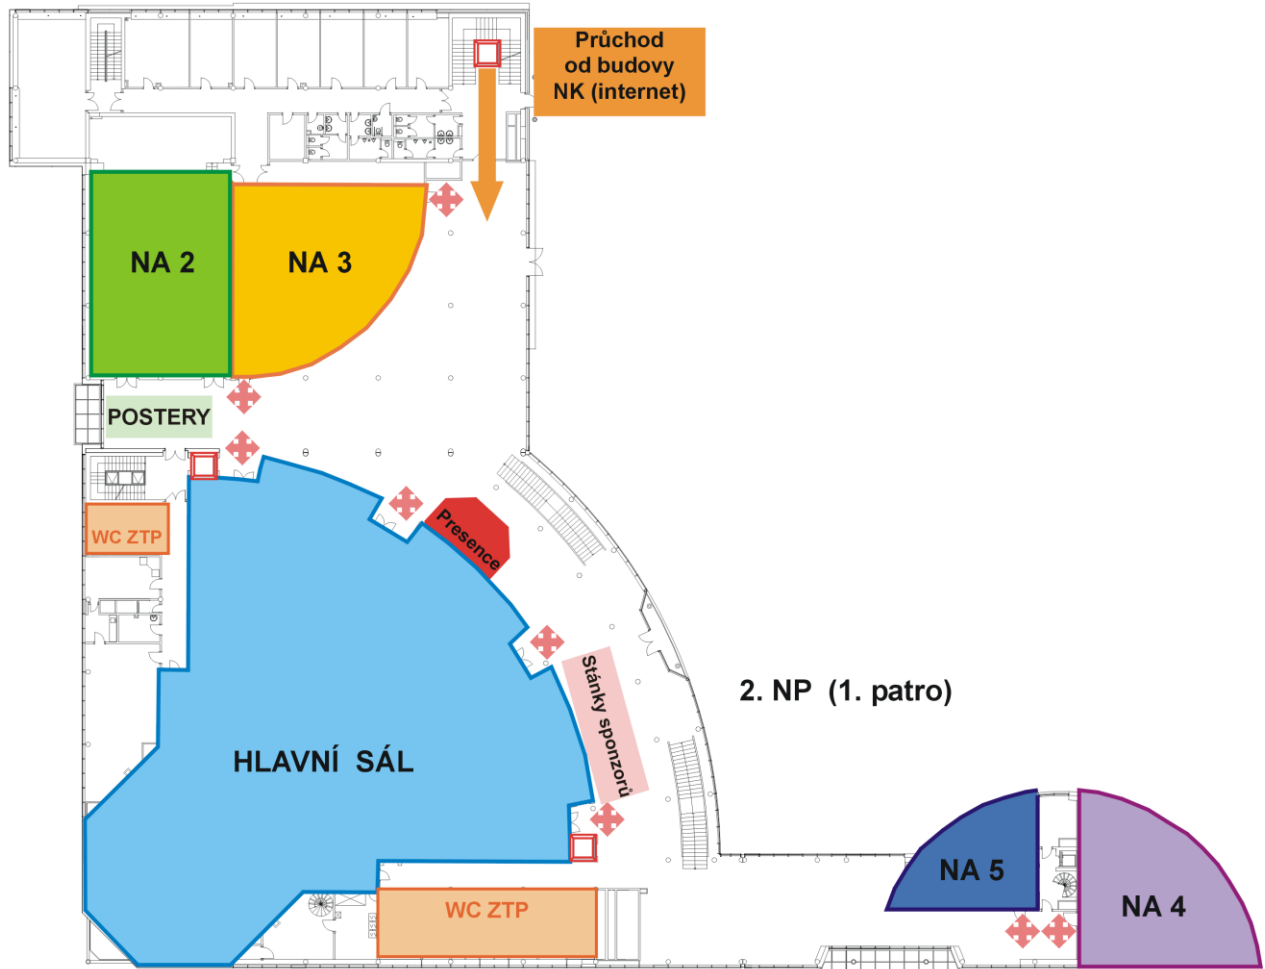 Průchod
od budovy
NK (internet)
NA 2
NA 3
POSTERY
WC ZTP
Presence
Stánky sponzorů
2. NP (1. patro)
HLAVNÍ SÁL
NA 5
NA 4
WC ZTP